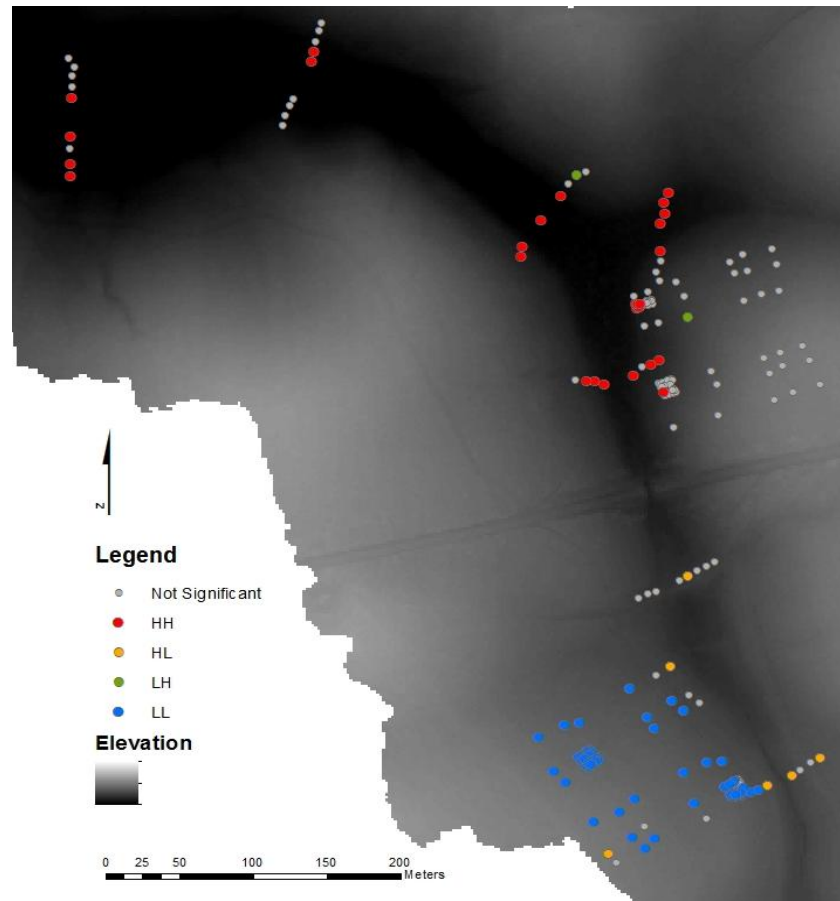 N
Legend
Not Significant
HH
HL
LH
LL
Elevation
0 25 50 100 150 200
Meters